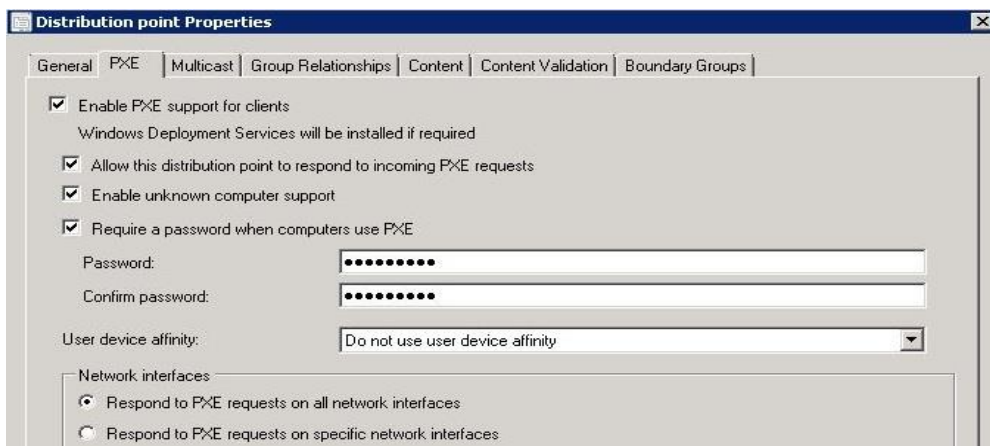 Distribution point Properties
General PXE Multicast Group Relationships Content Content Validation Boundary Groups
Enable PXE support for clients
Windows Deployment Services will be installed if required
Allow this distribution point to respond to incoming PXE requests
Enable unknown computer support
Require a password when computers use PXE
Password: •••••••••
Confirm password: •••••••••
User device affinity: Do not use user device affinity
Network interfaces
Respond to PXE requests on all network interfaces
Respond to PXE requests on specific network interfaces